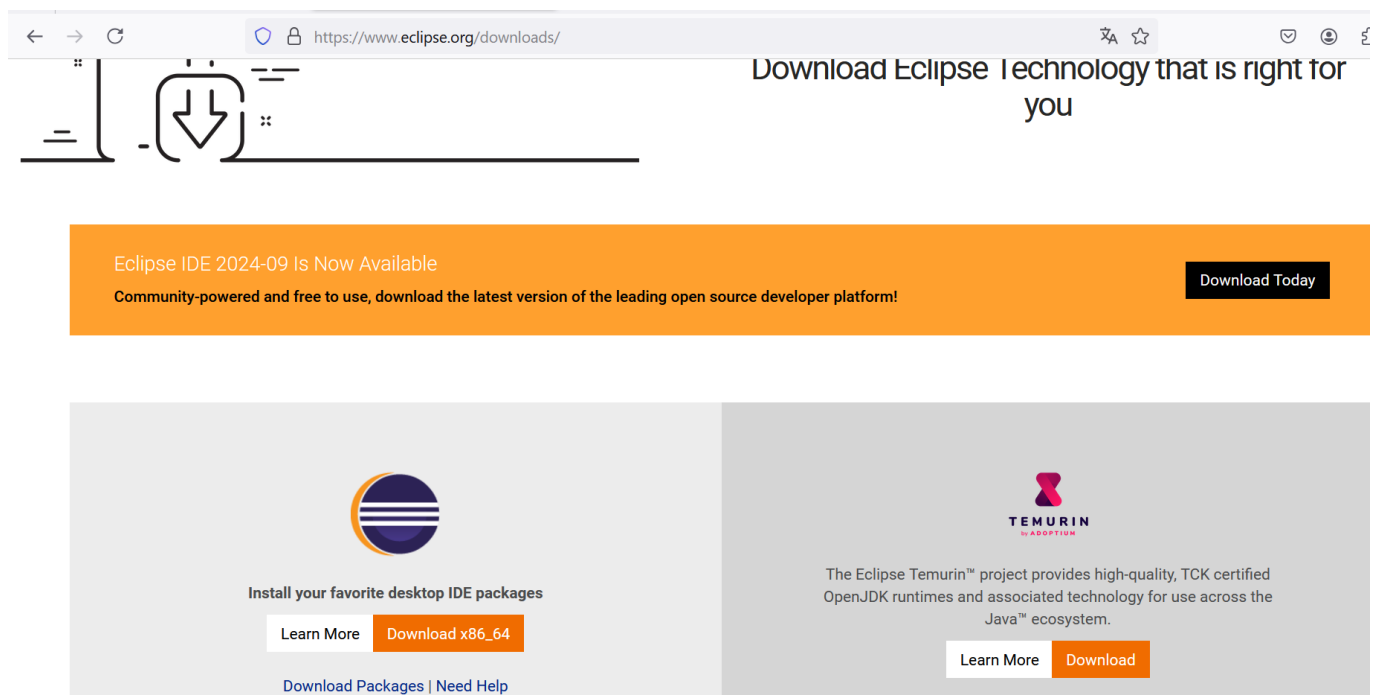 https://www.eclipse.org/downloads/
Download Eclipse Technology that is right for
you
Eclipse IDE 2024-09 Is Now Available
Community-powered and free to use, download the latest version of the leading open source developer platform!
Download Today
Install your favorite desktop IDE packages
Learn More
Download x86_64
Download Packages | Need Help
TEMURIN
by ADOPTIUM
The Eclipse Temurin™ project provides high-quality, TCK certified
OpenJDK runtimes and associated technology for use across the
Java™ ecosystem.
Learn More
Download